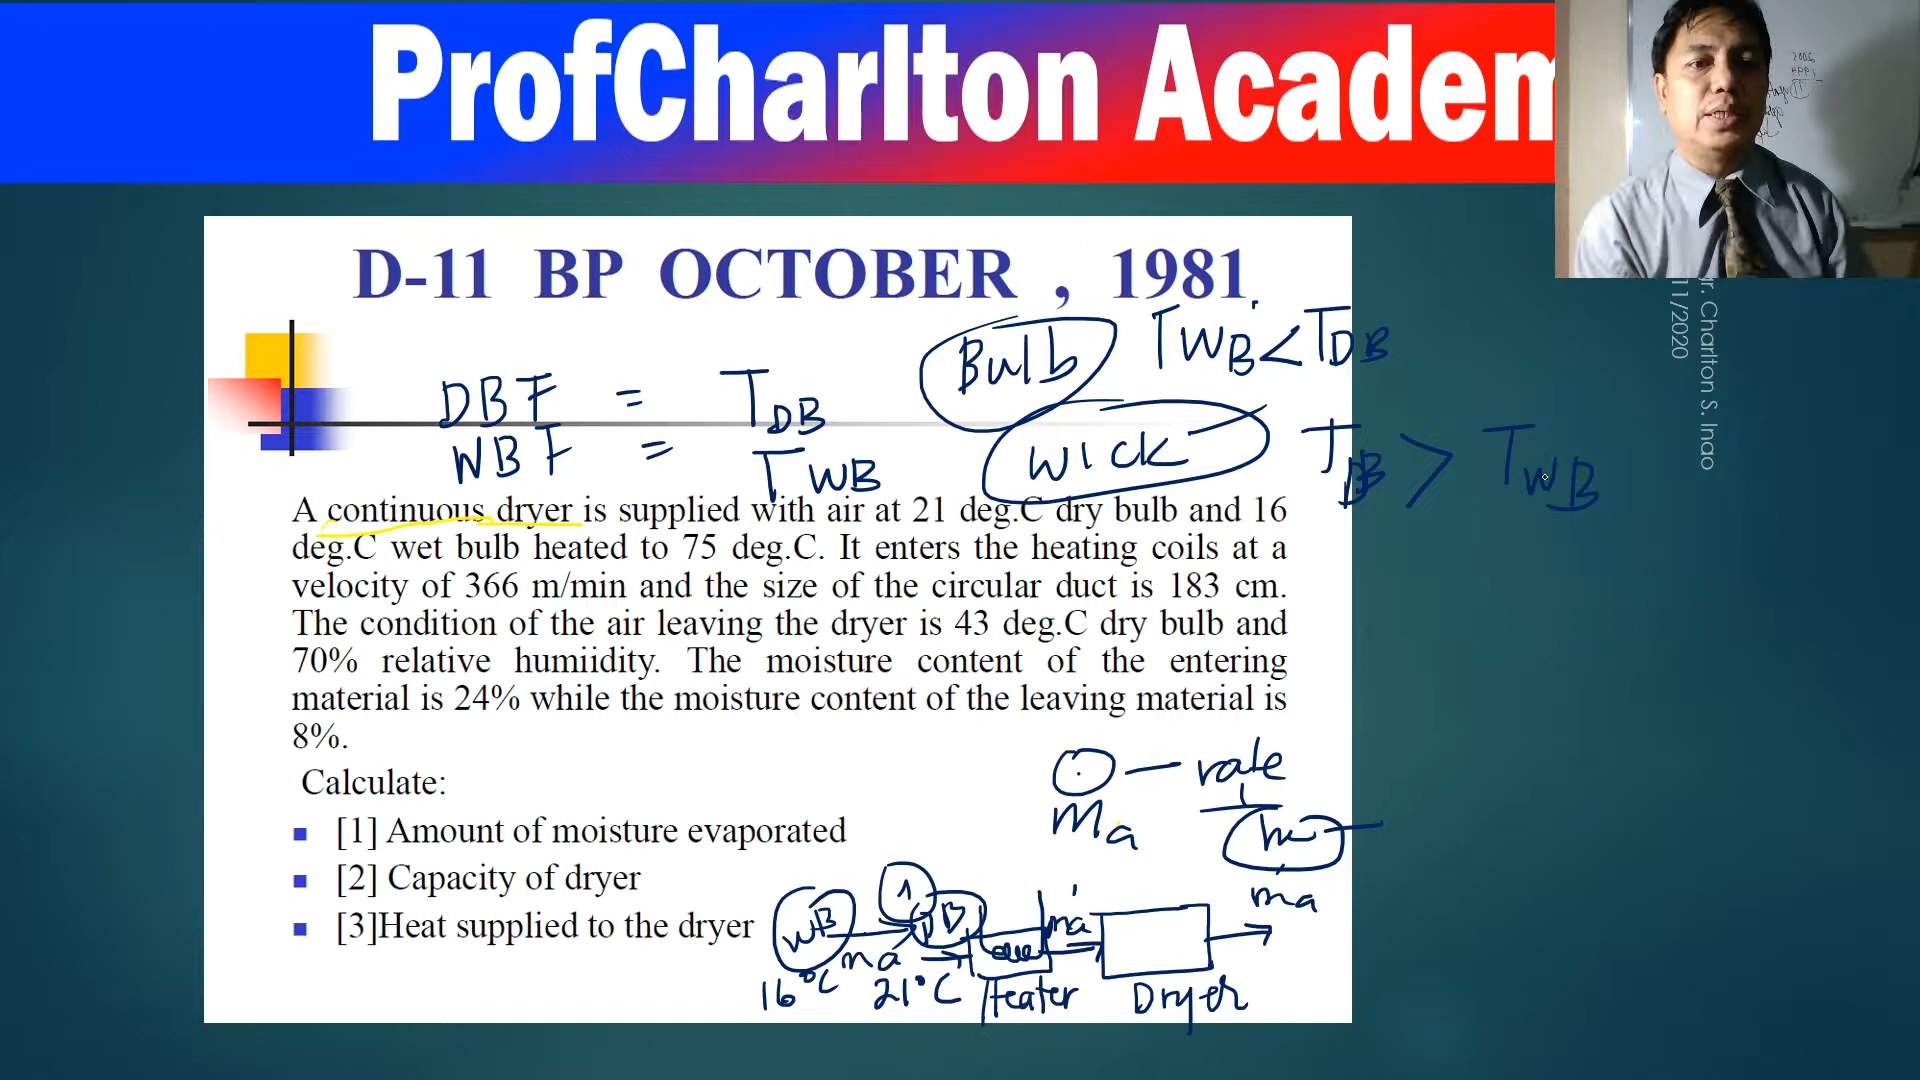 ProfCharlton Academ
D-11 BP OCTOBER , 1981
Bulb TWB < TDB
DBF = TDB
WBF = TWB
wick TDB > TWB
A continuous dryer is supplied with air at 21 deg.C dry bulb and 16
deg.C wet bulb heated to 75 deg.C. It enters the heating coils at a
velocity of 366 m/min and the size of the circular duct is 183 cm.
The condition of the air leaving the dryer is 43 deg.C dry bulb and
70% relative humiidity. The moisture content of the entering
material is 24% while the moisture content of the leaving material is
8%.
Calculate:
[1] Amount of moisture evaporated
[2] Capacity of dryer
[3]Heat supplied to the dryer
rate
ma
1
WB DB ma ma
ma
16°C 21°C Heater Dryer
r. Charlton S. Inao
11/2020